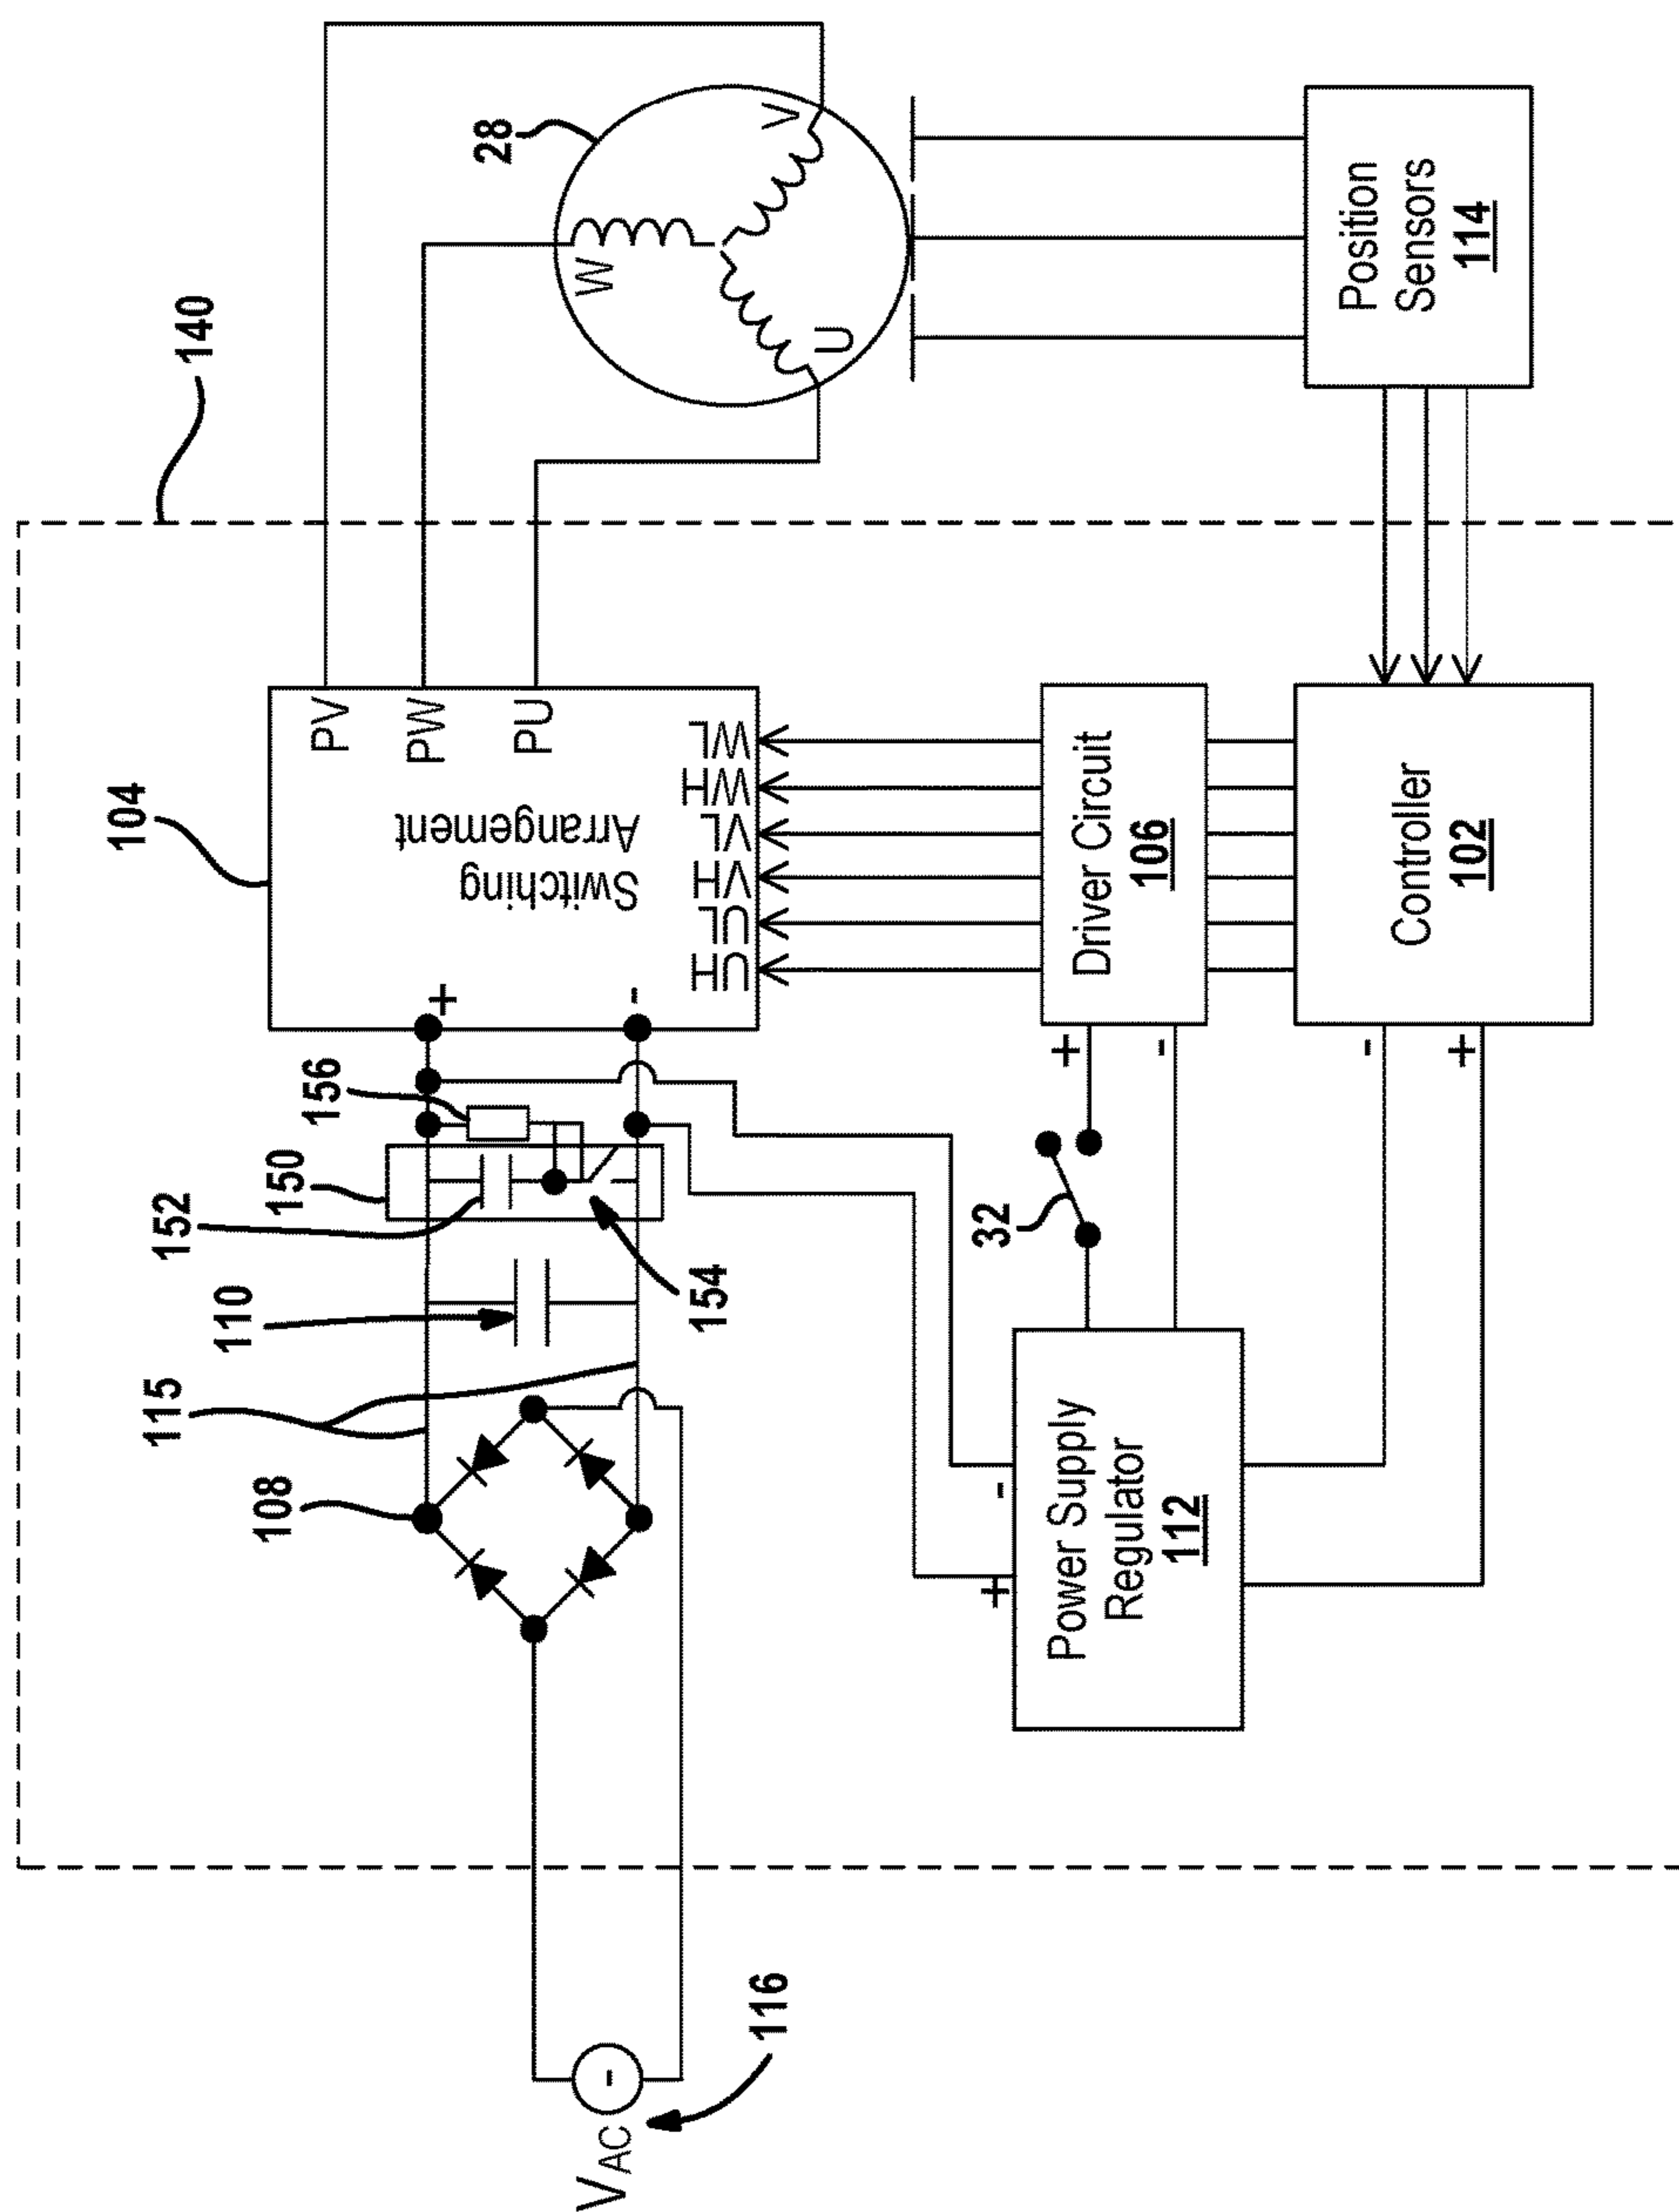 140
104
28
PV
PW
PU
W
V
U
Switching
Arrangement
+
-
UH
UL
VH
VL
WH
WL
156
150
152
154
110
115
108
VAC
-
116
32
+
-
Driver Circuit
106
-
+
Power Supply
Regulator
112
+
-
Controller
102
Position
Sensors
114